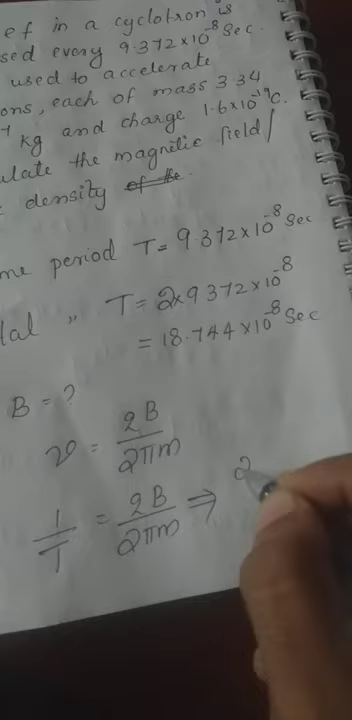 ef in a cyclotron is
sed every 9.372×10⁻⁸ Sec.
used to accelerate
ons, each of mass 3.34
kg and charge 1.6×10⁻¹⁹C.
ulate the magnetic field/
density
me period T = 9.372×10⁻⁸ Sec
tal " T = 2×9.372×10⁻⁸
= 18.744×10⁻⁸ Sec
B = ?
ν = qB/2πm
1/T = qB/2πm ⇒ 2